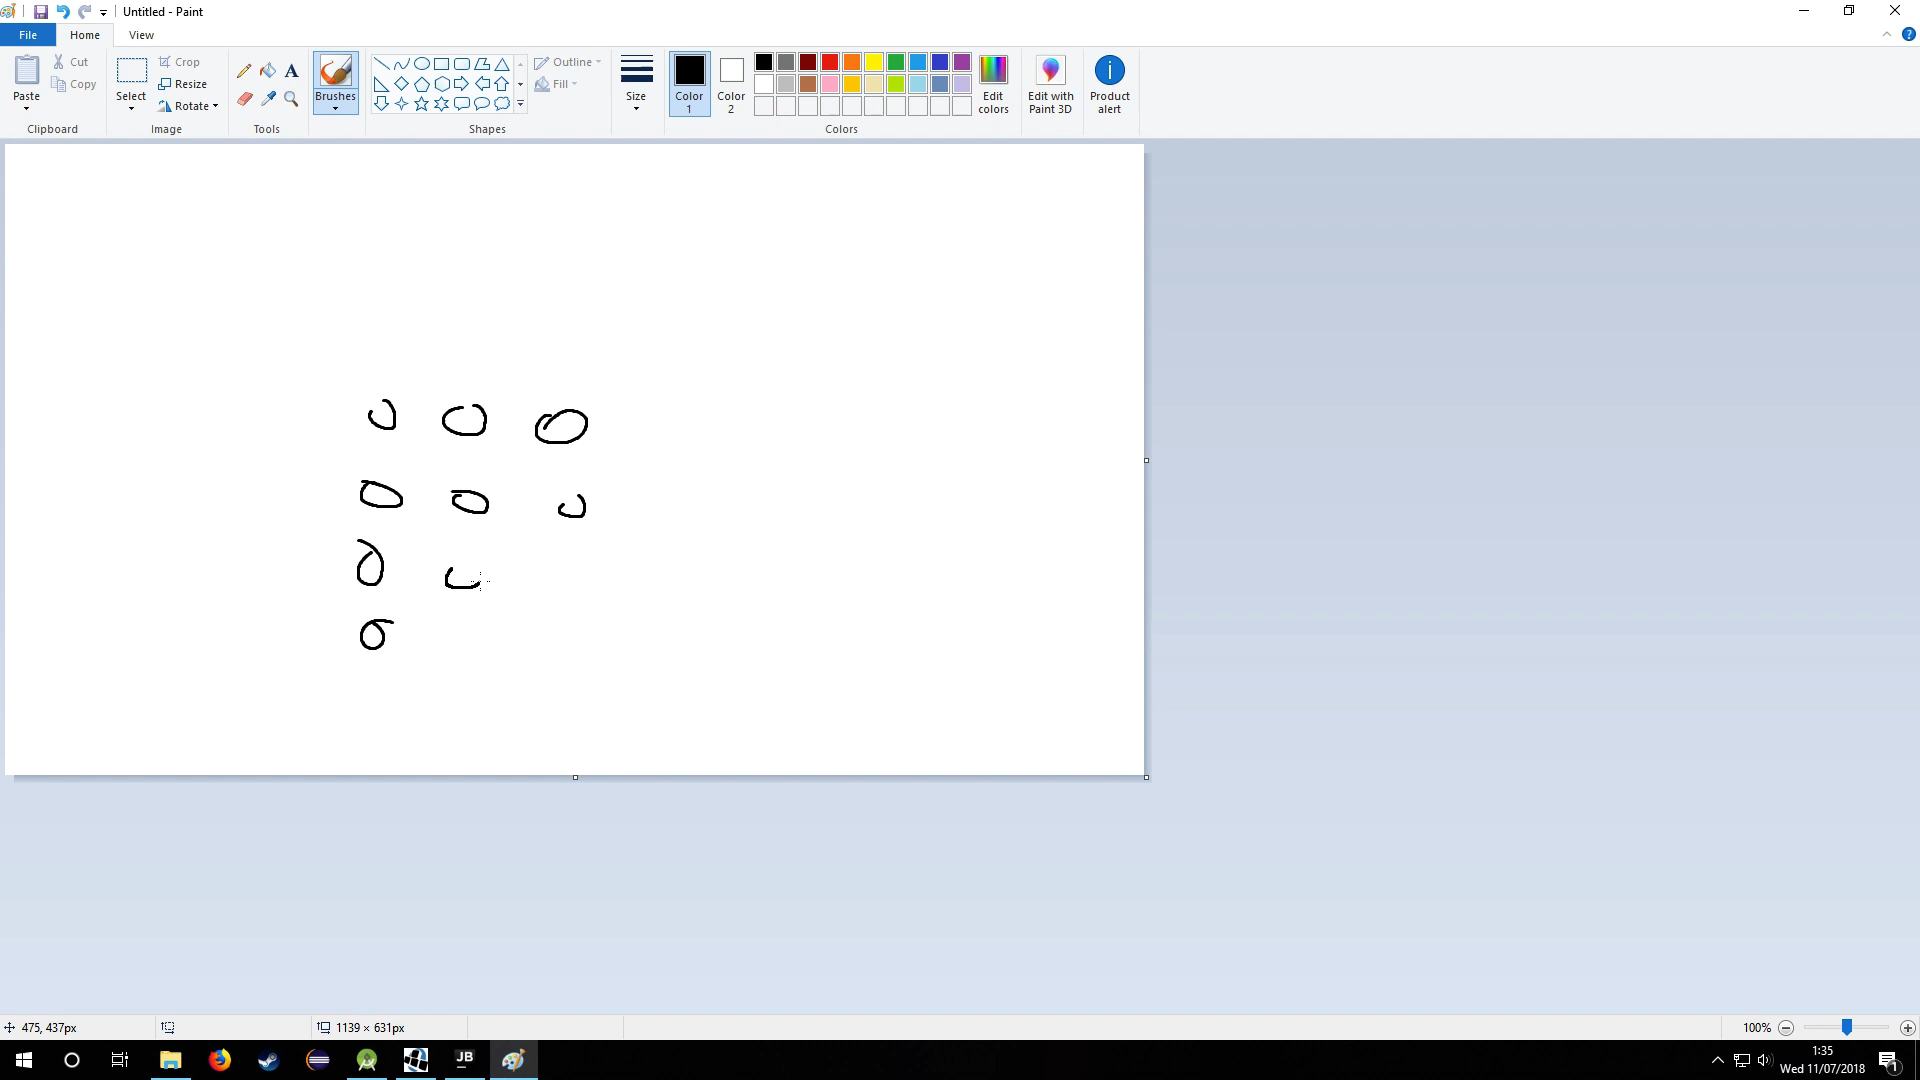 Untitled - Paint
File Home View
Paste Cut Copy
Clipboard
Select Crop Resize Rotate
Image
Tools
Brushes
Outline Fill
Shapes
Size
Color 1 Color 2
Edit colors
Colors
Edit with Paint 3D
Product alert
475, 437px 1139 × 631px 100%
JB
1:35
Wed 11/07/2018
1